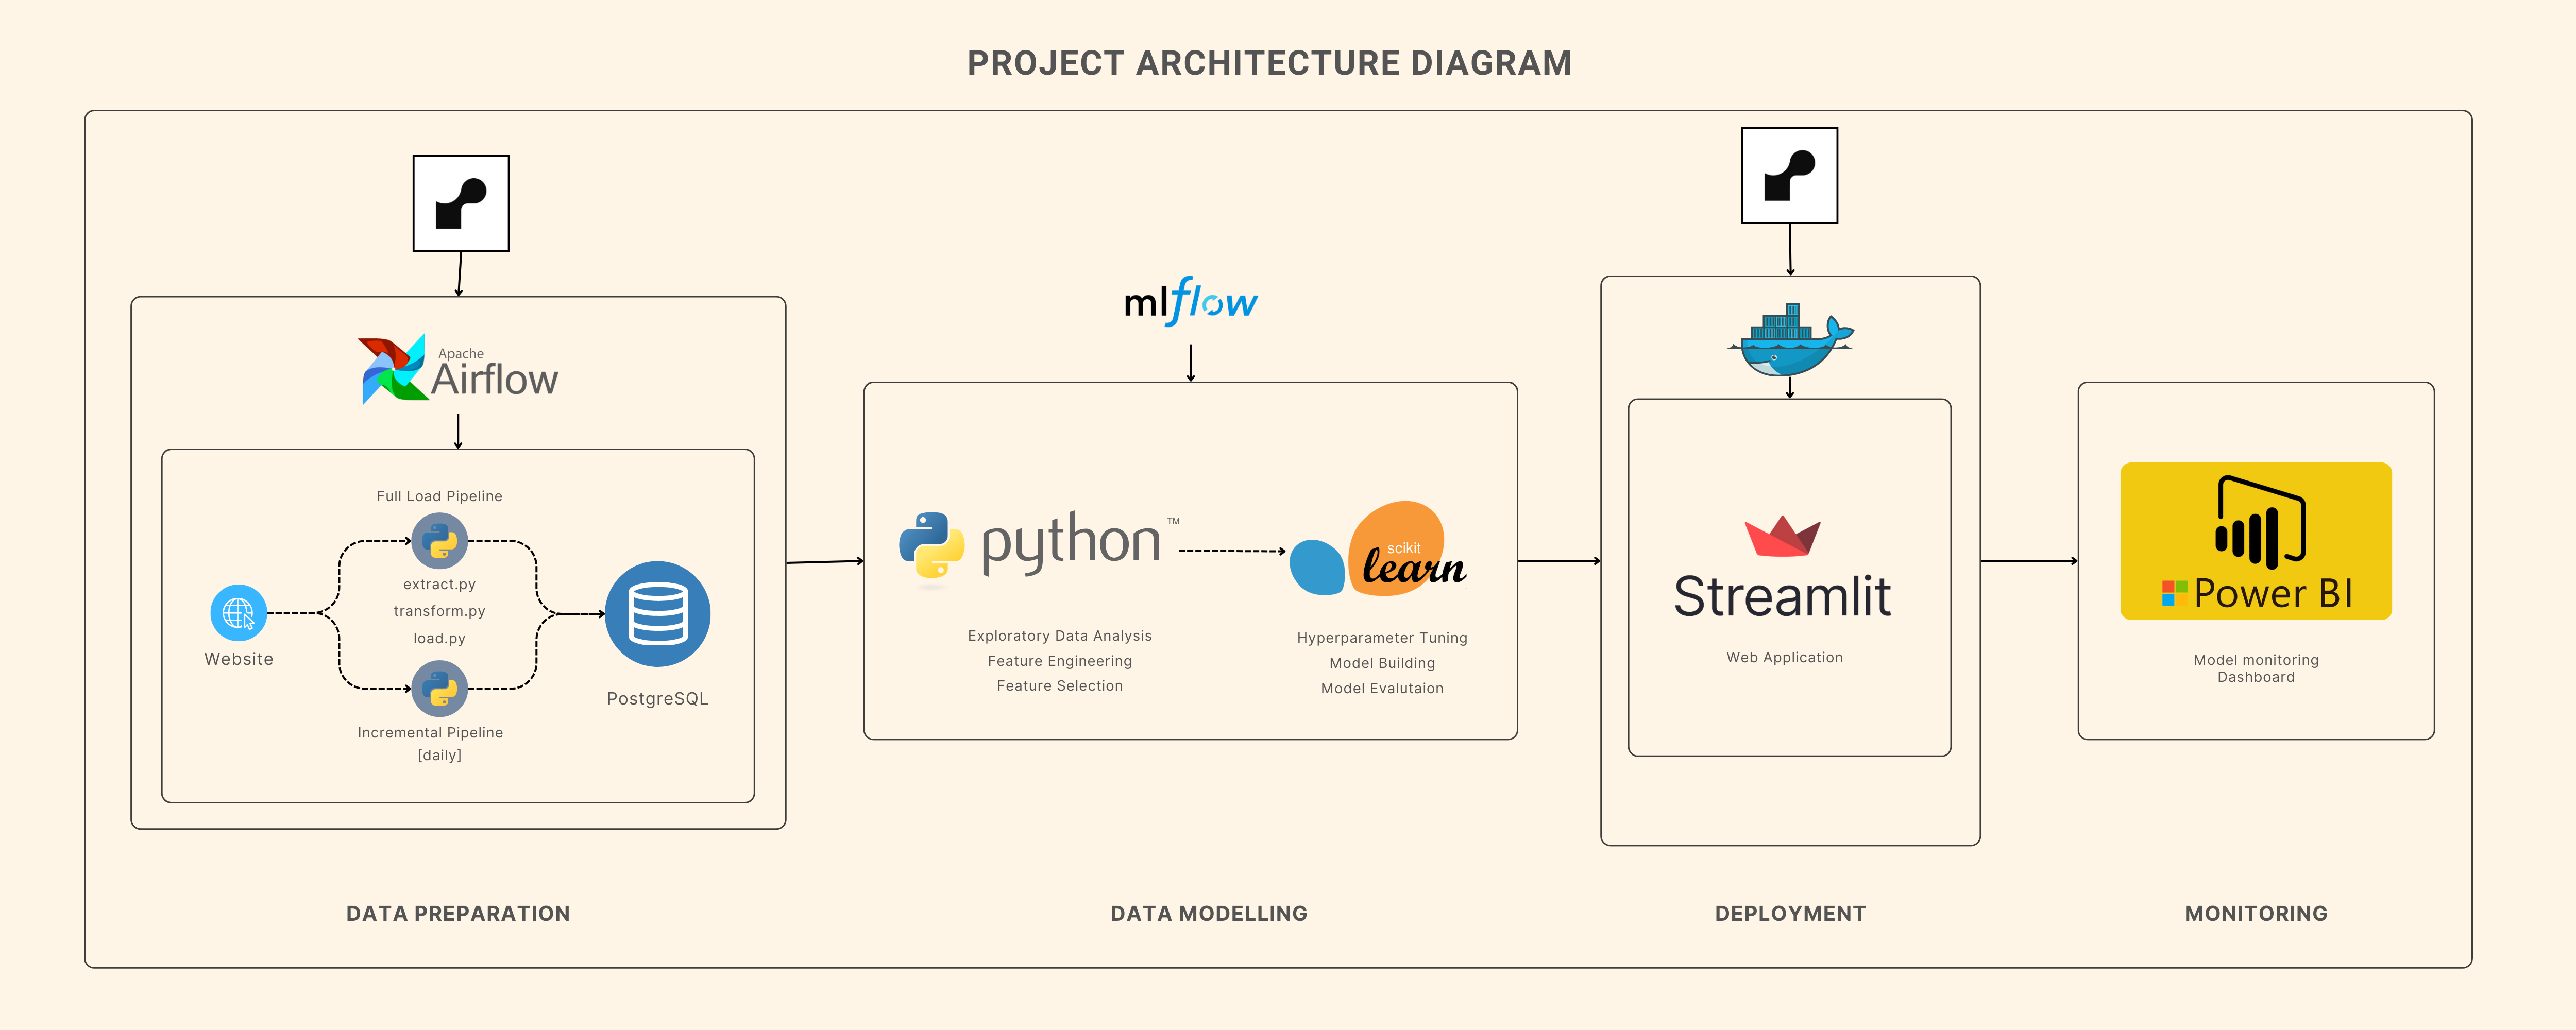 PROJECT ARCHITECTURE DIAGRAM
Apache
Airflow
Full Load Pipeline
extract.py
transform.py
load.py
Website
Incremental Pipeline
[daily]
PostgreSQL
DATA PREPARATION
mlflow
python™
Exploratory Data Analysis
Feature Engineering
Feature Selection
scikit
learn
Hyperparameter Tuning
Model Building
Model Evalutaion
DATA MODELLING
Streamlit
Web Application
DEPLOYMENT
Power BI
Model monitoring
Dashboard
MONITORING